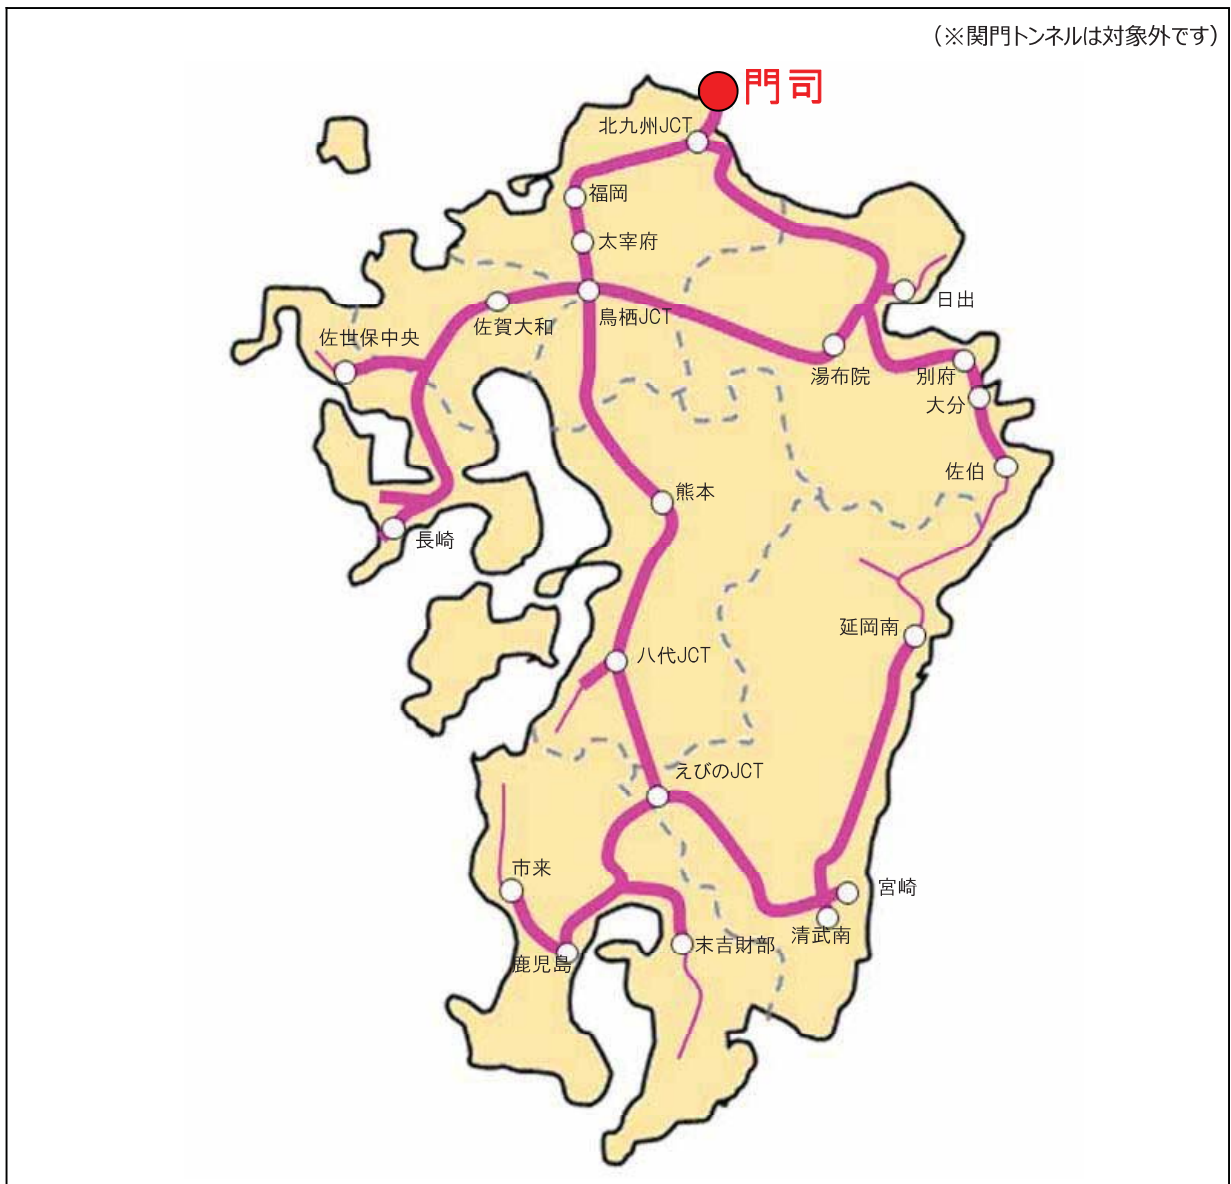 (※関門トンネルは対象外です)
門司
北九州JCT
福岡
太宰府
鳥栖JCT
佐賀大和
佐世保中央
日出
湯布院
別府
大分
佐伯
熊本
長崎
延岡南
八代JCT
えびのJCT
市来
宮崎
清武南
末吉財部
鹿児島